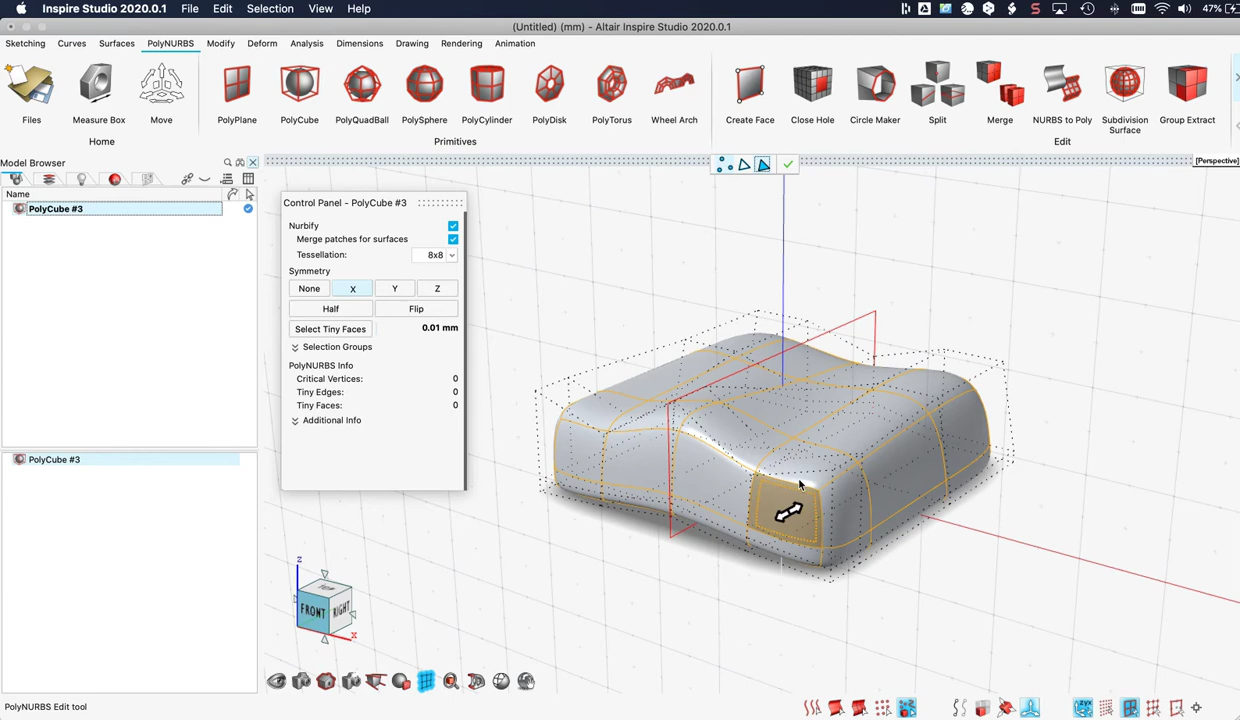 Inspire Studio 2020.0.1 File Edit Selection View Help 47%
(Untitled) (mm) - Altair Inspire Studio 2020.0.1
Sketching Curves Surfaces PolyNURBS Modify Deform Analysis Dimensions Drawing Rendering Animation
Files Measure Box Move PolyPlane PolyCube PolyQuadBall PolySphere PolyCylinder PolyDisk PolyTorus Wheel Arch Create Face Close Hole Circle Maker Split Merge NURBS to Poly Subdivision Surface Group Extract
Home Primitives Edit
Model Browser
[Perspective]
Name
PolyCube #3
Control Panel - PolyCube #3
Nurbify
Merge patches for surfaces
Tessellation: 8x8
Symmetry
None X Y Z
Half Flip
Select Tiny Faces 0.01 mm
Selection Groups
PolyNURBS Info
Critical Vertices: 0
Tiny Edges: 0
Tiny Faces: 0
Additional Info
PolyCube #3
Z
FRONT RIGHT
X
PolyNURBS Edit tool